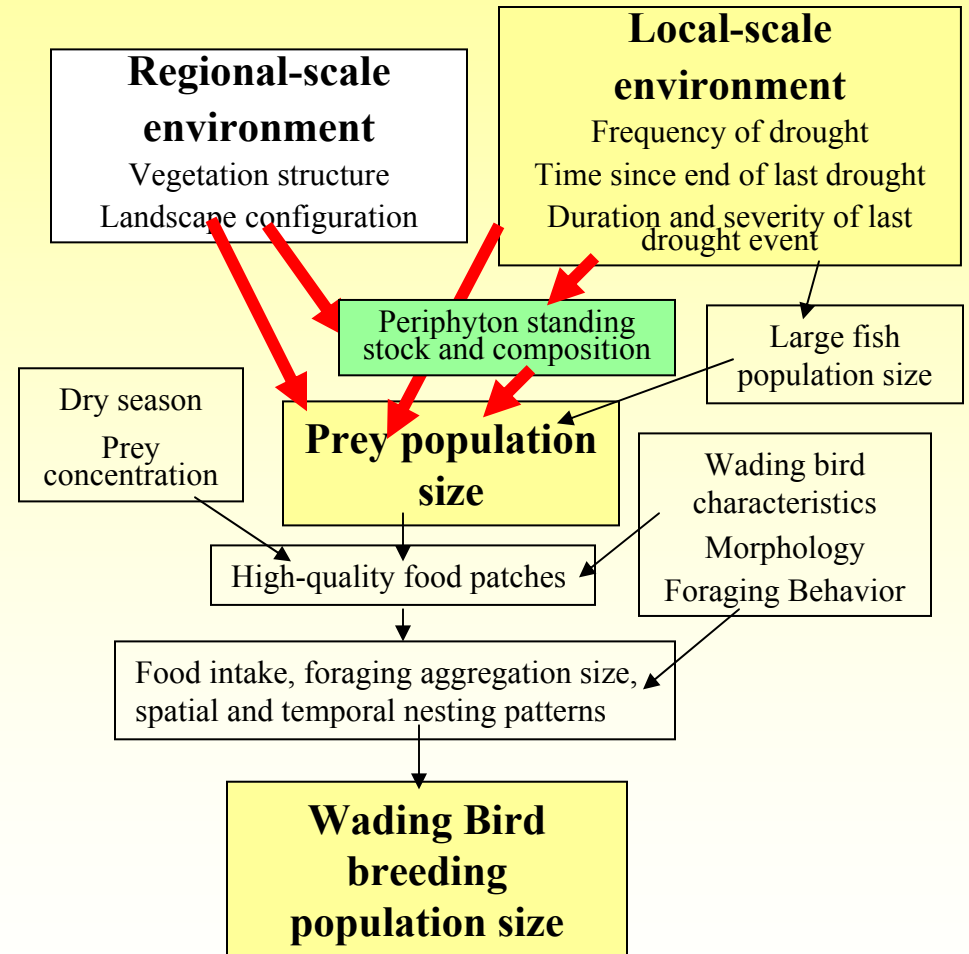 Regional-scale
environment
Vegetation structure
Landscape configuration
Local-scale
environment
Frequency of drought
Time since end of last drought
Duration and severity of last
drought event
Periphyton standing
stock and composition
Large fish
population size
Dry season
Prey
concentration
Prey population
size
Wading bird
characteristics
Morphology
Foraging Behavior
High-quality food patches
Food intake, foraging aggregation size,
spatial and temporal nesting patterns
Wading Bird
breeding
population size